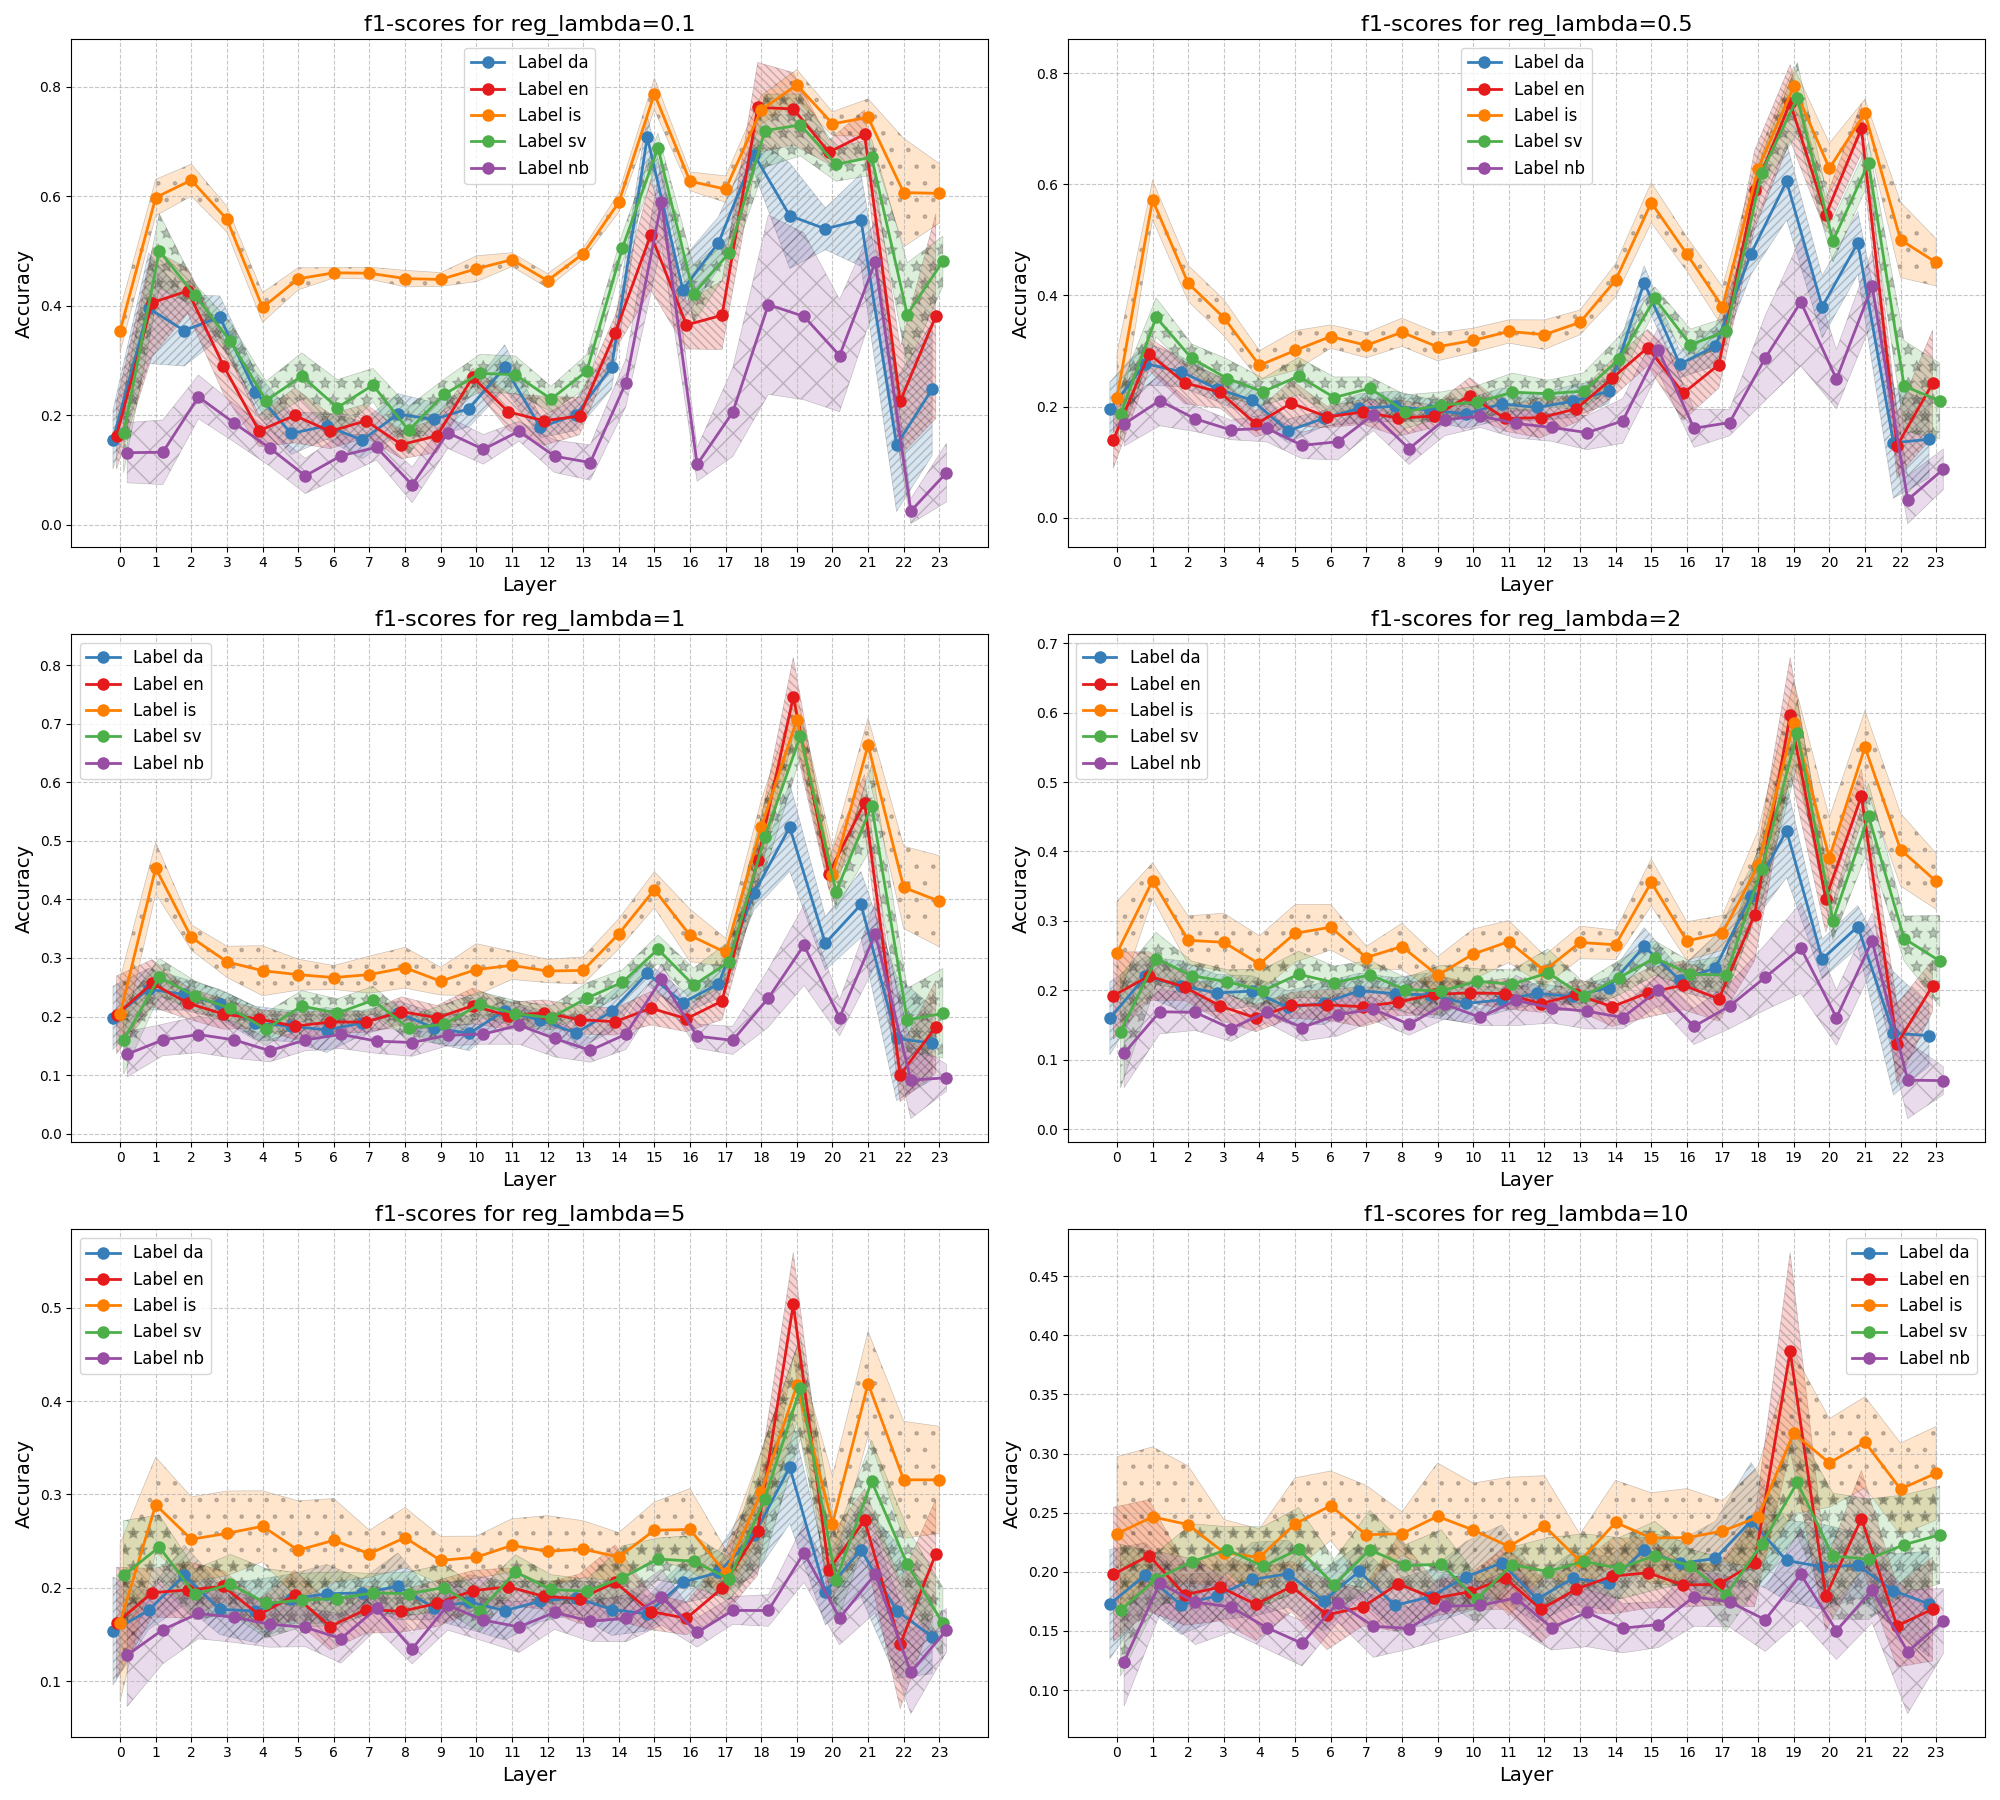 f1-scores for reg_lambda=0.1
Label da
Label en
Label is
Label sv
Label nb
Accuracy
0.8
0.6
0.4
0.2
0.0
0 1 2 3 4 5 6 7 8 9 10 11 12 13 14 15 16 17 18 19 20 21 22 23
Layer
f1-scores for reg_lambda=0.5
Label da
Label en
Label is
Label sv
Label nb
Accuracy
0.8
0.6
0.4
0.2
0.0
0 1 2 3 4 5 6 7 8 9 10 11 12 13 14 15 16 17 18 19 20 21 22 23
Layer
f1-scores for reg_lambda=1
Label da
Label en
Label is
Label sv
Label nb
Accuracy
0.8
0.7
0.6
0.5
0.4
0.3
0.2
0.1
0.0
0 1 2 3 4 5 6 7 8 9 10 11 12 13 14 15 16 17 18 19 20 21 22 23
Layer
f1-scores for reg_lambda=2
Label da
Label en
Label is
Label sv
Label nb
Accuracy
0.7
0.6
0.5
0.4
0.3
0.2
0.1
0.0
0 1 2 3 4 5 6 7 8 9 10 11 12 13 14 15 16 17 18 19 20 21 22 23
Layer
f1-scores for reg_lambda=5
Label da
Label en
Label is
Label sv
Label nb
Accuracy
0.5
0.4
0.3
0.2
0.1
0 1 2 3 4 5 6 7 8 9 10 11 12 13 14 15 16 17 18 19 20 21 22 23
Layer
f1-scores for reg_lambda=10
Label da
Label en
Label is
Label sv
Label nb
Accuracy
0.45
0.40
0.35
0.30
0.25
0.20
0.15
0.10
0 1 2 3 4 5 6 7 8 9 10 11 12 13 14 15 16 17 18 19 20 21 22 23
Layer